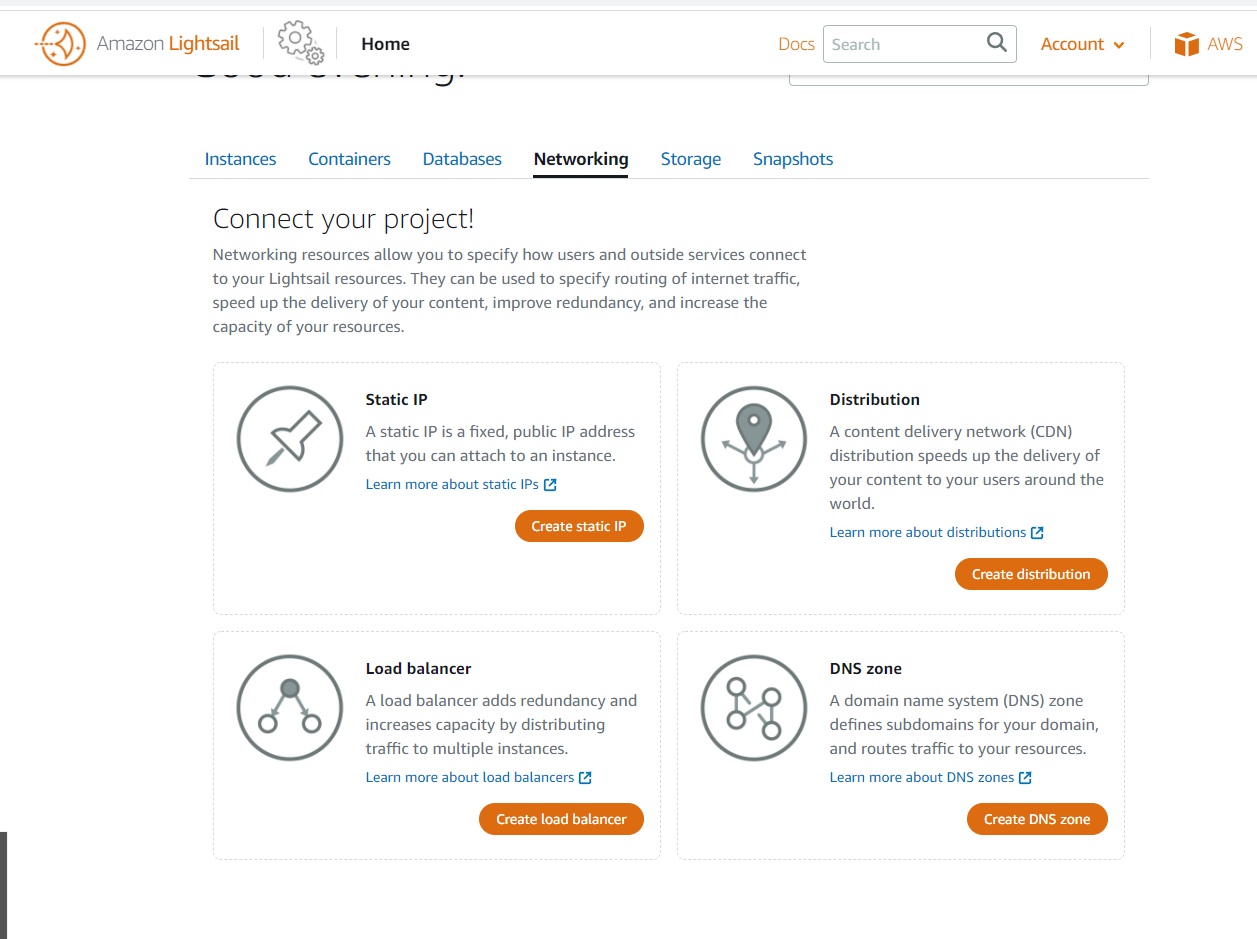 Amazon Lightsail
Home
Docs
Search
Account
AWS
Good evening!
Instances
Containers
Databases
Networking
Storage
Snapshots
Connect your project!
Networking resources allow you to specify how users and outside services connect
to your Lightsail resources. They can be used to specify routing of internet traffic,
speed up the delivery of your content, improve redundancy, and increase the
capacity of your resources.
Static IP
A static IP is a fixed, public IP address
that you can attach to an instance.
Learn more about static IPs
Create static IP
Distribution
A content delivery network (CDN)
distribution speeds up the delivery of
your content to your users around the
world.
Learn more about distributions
Create distribution
Load balancer
A load balancer adds redundancy and
increases capacity by distributing
traffic to multiple instances.
Learn more about load balancers
Create load balancer
DNS zone
A domain name system (DNS) zone
defines subdomains for your domain,
and routes traffic to your resources.
Learn more about DNS zones
Create DNS zone